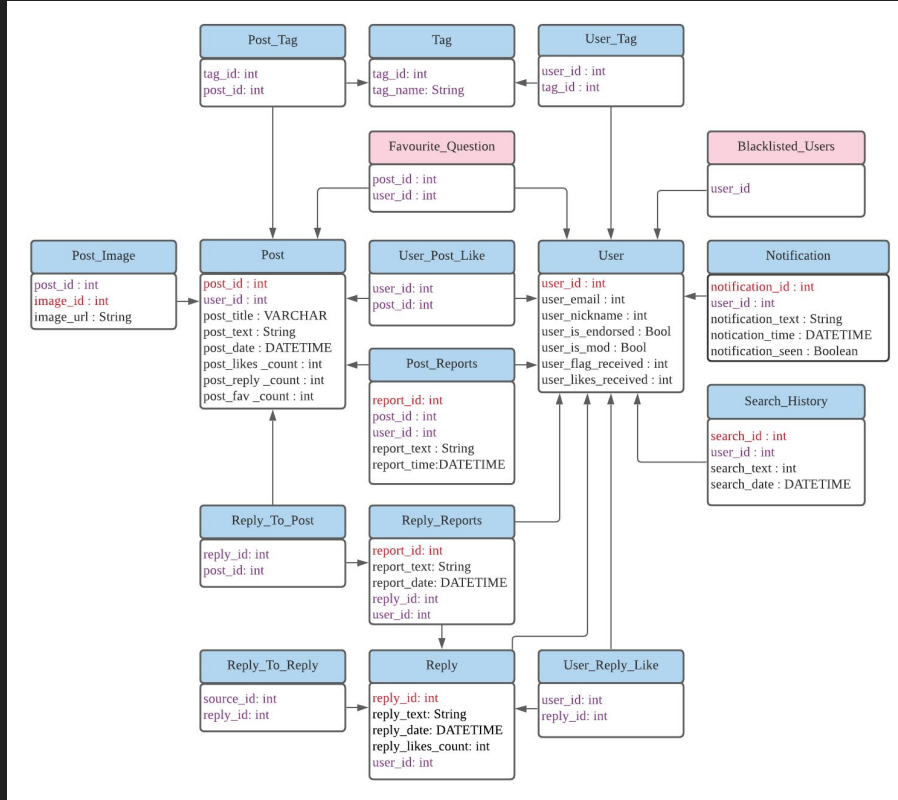 Post_Tag
tag_id: int
post_id: int
Tag
tag_id: int
tag_name: String
User_Tag
user_id : int
tag_id : int
Favourite_Question
post_id : int
user_id : int
Blacklisted_Users
user_id
Post_Image
post_id : int
image_id : int
image_url : String
Post
post_id : int
user_id : int
post_title : VARCHAR
post_text : String
post_date : DATETIME
post_likes _count : int
post_reply _count : int
post_fav _count : int
User_Post_Like
user_id: int
post_id: int
User
user_id : int
user_email : int
user_nickname : int
user_is_endorsed : Bool
user_is_mod : Bool
user_flag_received : int
user_likes_received : int
Notification
notification_id : int
user_id : int
notification_text : String
notication_time : DATETIME
notification_seen : Boolean
Post_Reports
report_id: int
post_id : int
user_id : int
report_text : String
report_time:DATETIME
Search_History
search_id : int
user_id : int
search_text : int
search_date : DATETIME
Reply_To_Post
reply_id: int
post_id: int
Reply_Reports
report_id: int
report_text: String
report_date: DATETIME
reply_id: int
user_id: int
Reply_To_Reply
source_id: int
reply_id: int
Reply
reply_id: int
reply_text: String
reply_date: DATETIME
reply_likes_count: int
user_id: int
User_Reply_Like
user_id: int
reply_id: int